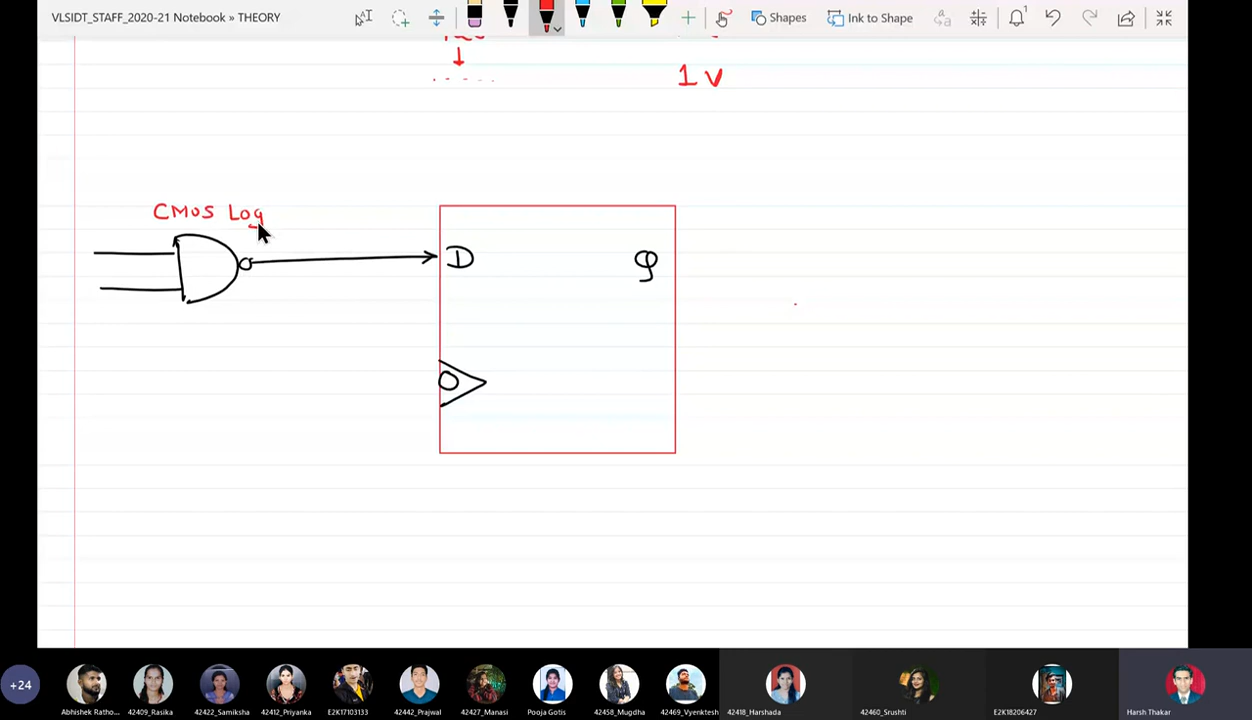 VLSIDT_STAFF_2020-21 Notebook » THEORY
Shapes
Ink to Shape
1 V
CMOS Log
D
Q
+24
Abhishek Ratho...
42409_Rasika
42422_Samiksha
42412_Priyanka
E2K17103133
42442_Prajwal
42427_Manasi
Pooja Gotis
42458_Mugdha
42469_Vyenktesh
42418_Harshada
42460_Srushti
E2K18206427
Harsh Thakar